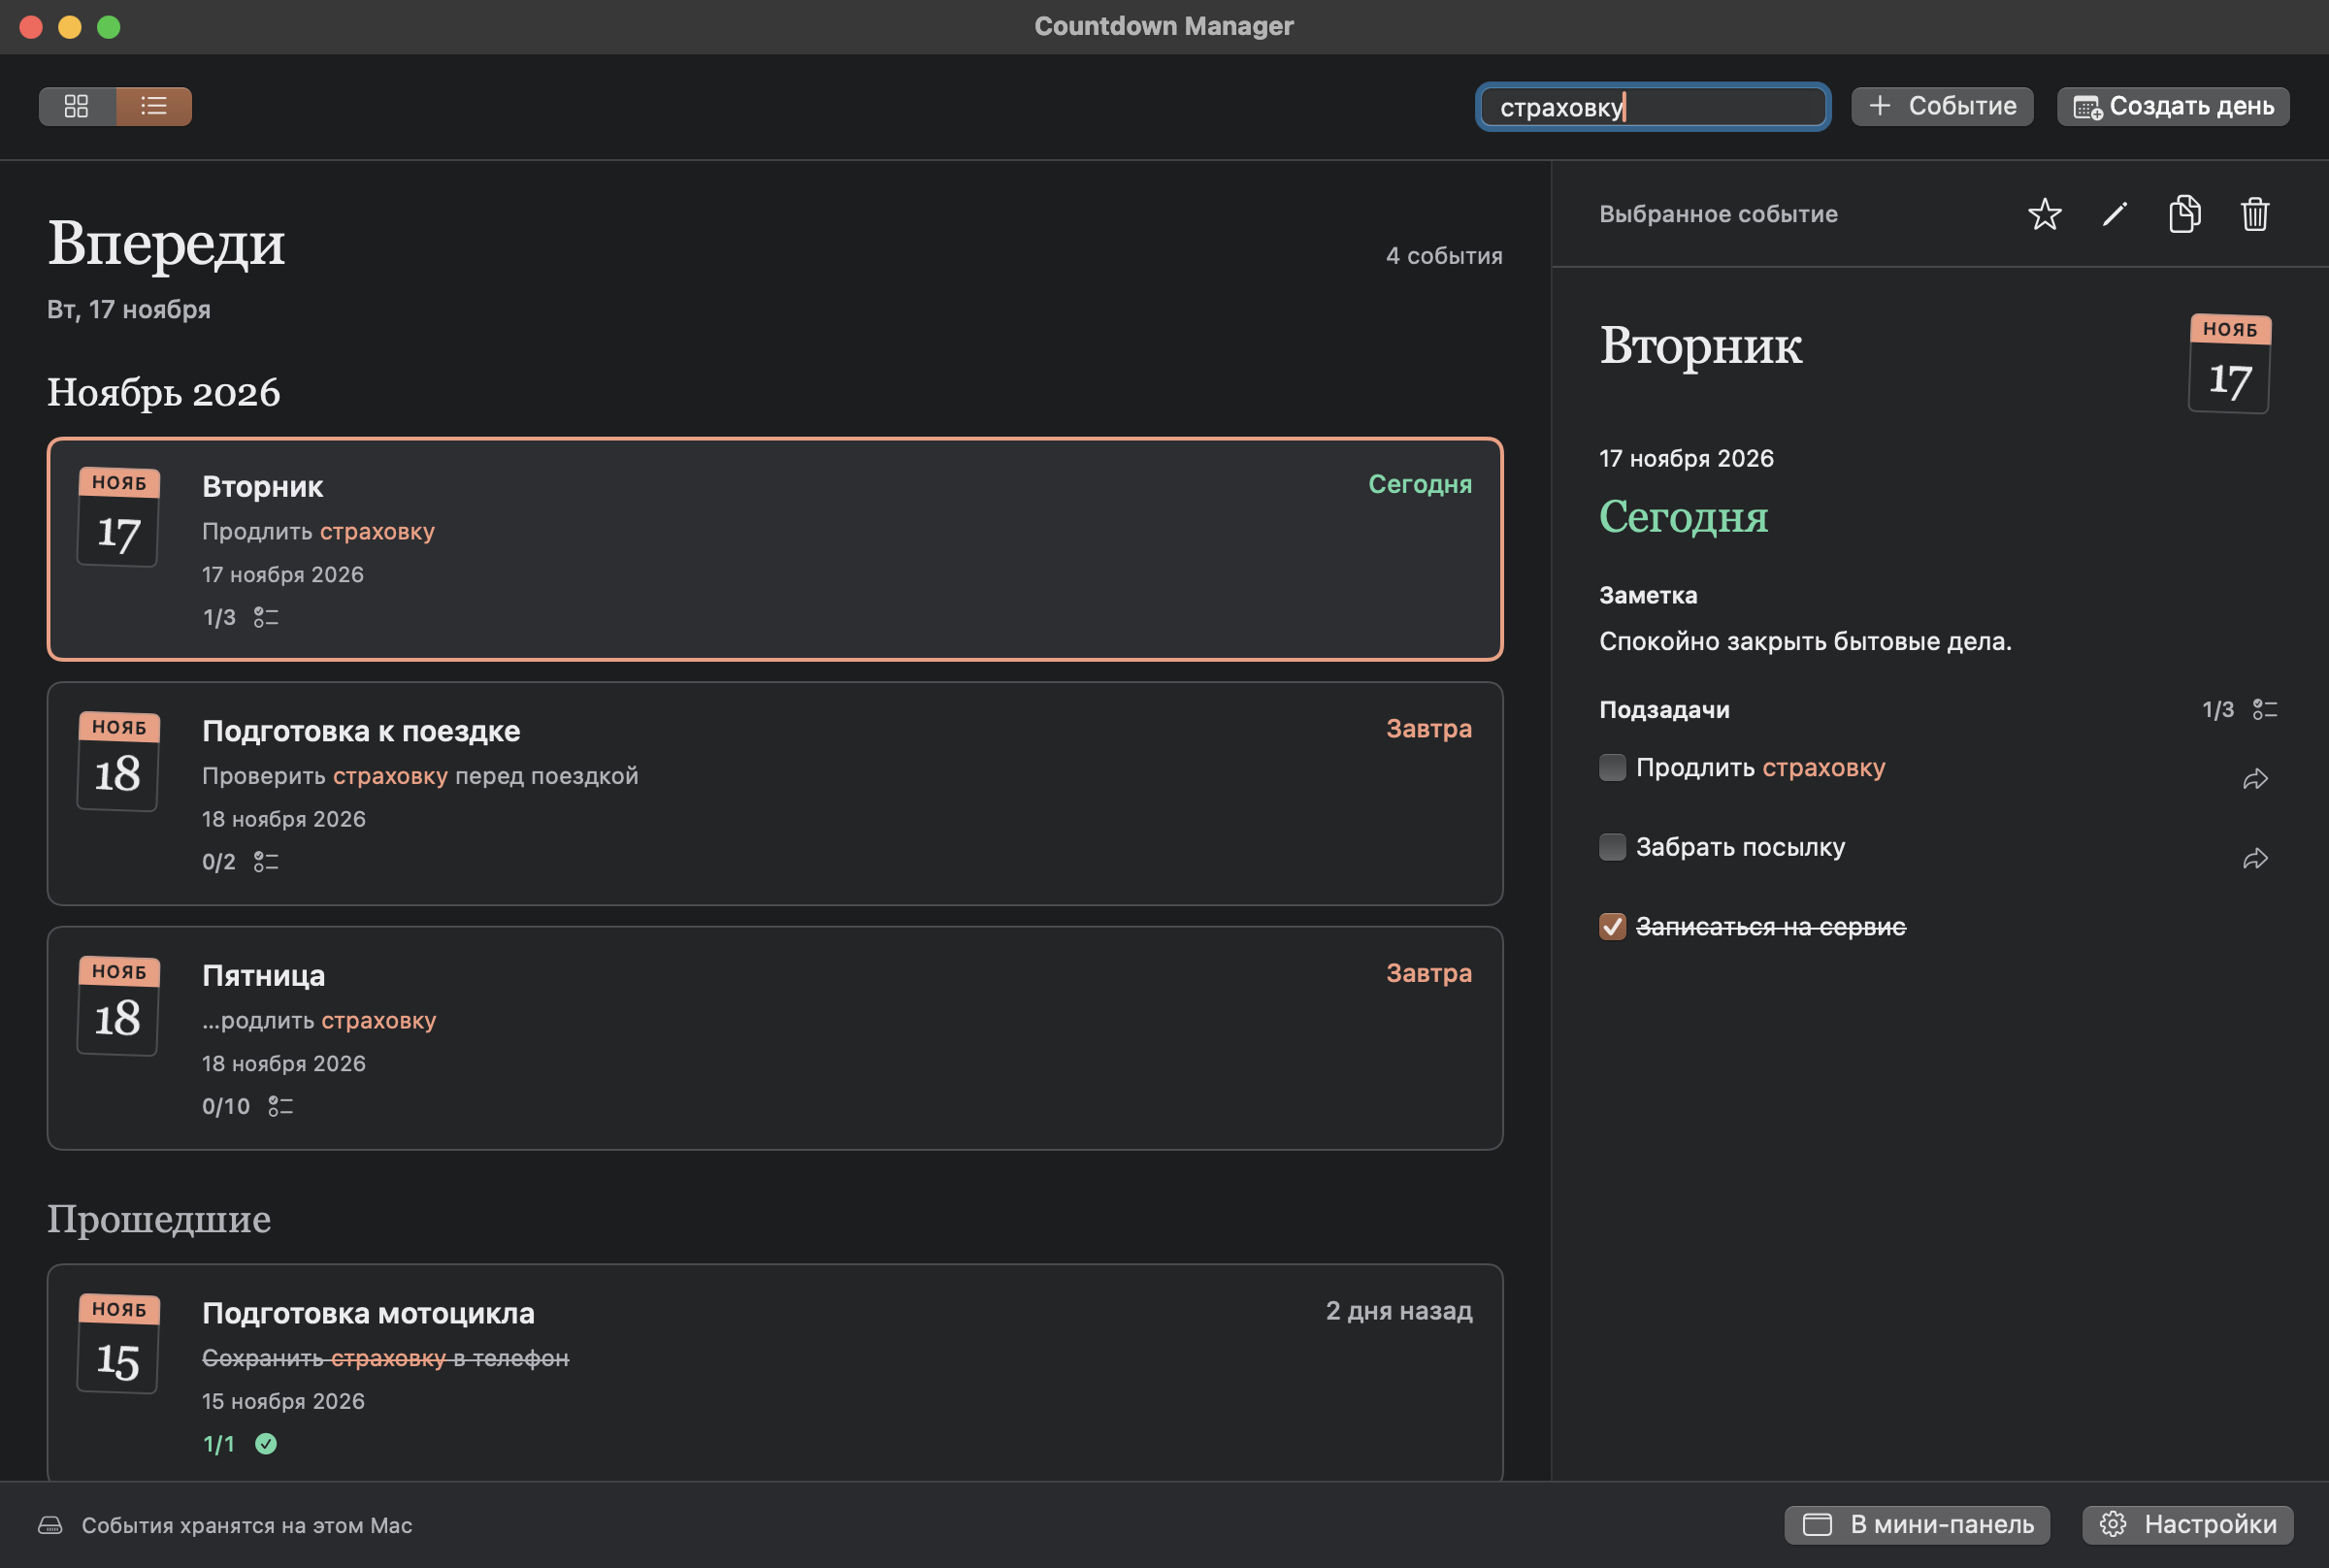 Countdown Manager
страховку
Событие
Создать день
Впереди
4 события
Вт, 17 ноября
Ноябрь 2026
НОЯБ
17
Вторник
Сегодня
Продлить страховку
17 ноября 2026
1/3
НОЯБ
18
Подготовка к поездке
Завтра
Проверить страховку перед поездкой
18 ноября 2026
0/2
НОЯБ
18
Пятница
Завтра
...родлить страховку
18 ноября 2026
0/10
Прошедшие
НОЯБ
15
Подготовка мотоцикла
2 дня назад
Сохранить страховку в телефон
15 ноября 2026
1/1
Выбранное событие
Вторник
НОЯБ
17
17 ноября 2026
Сегодня
Заметка
Спокойно закрыть бытовые дела.
Подзадачи
1/3
Продлить страховку
Забрать посылку
Записаться на сервис
События хранятся на этом Mac
В мини-панель
Настройки